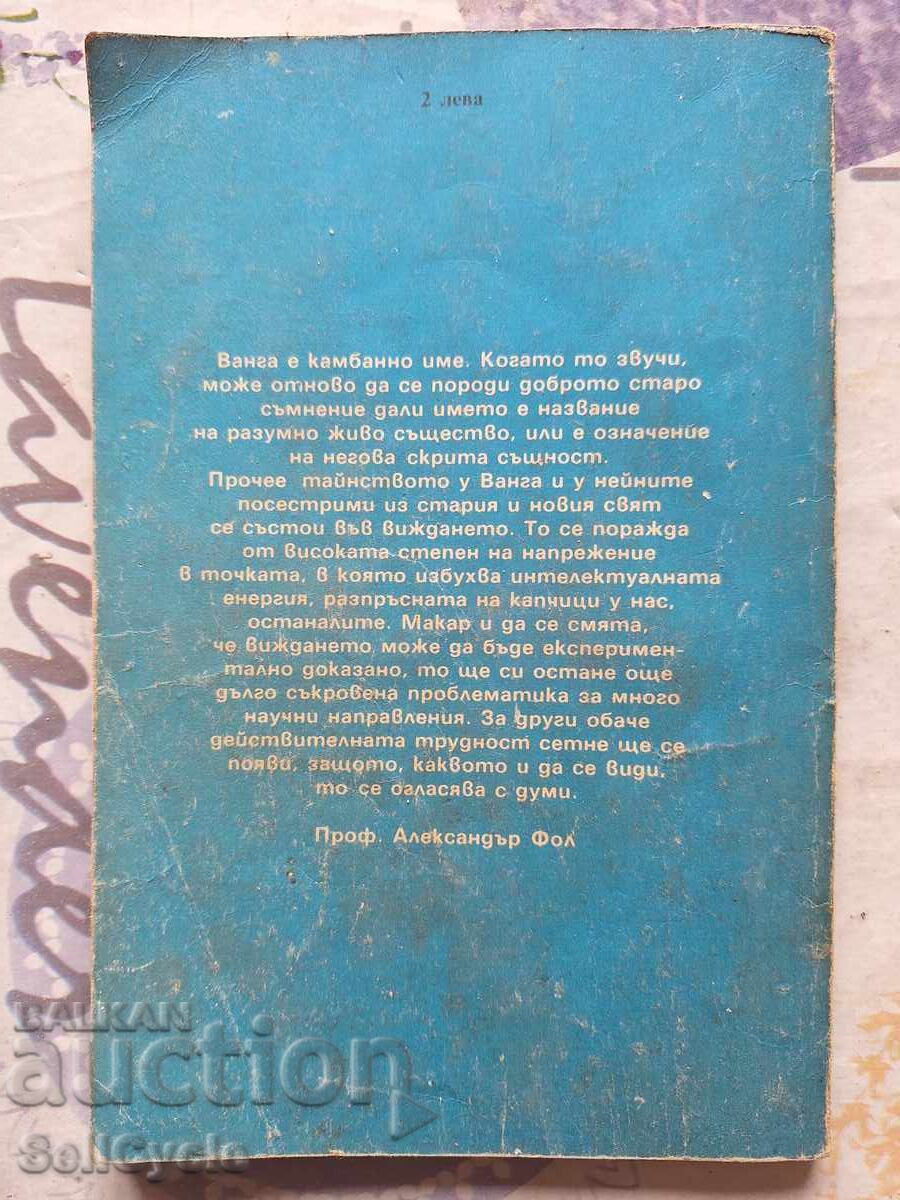 2 лева
Ванга е камбанно име. Когато то звучи,
може отново да се породи доброто старо
съмнение дали името е название
на разумно живо същество, или е означение
на негова скрита същност.
Прочее тайнството у Ванга и у нейните
посестрими из стария и новия свят
се състои във виждането. То се поражда
от високата степен на напрежение
в точката, в която избухва интелектуалната
енергия, разпръсната на капчици у нас,
останалите. Макар и да се смята,
че виждането може да бъде експеримен-
тално доказано, то ще си остане още
дълго съкровена проблематика за много
научни направления. За други обаче
действителната трудност сетне ще се
появи, защото, каквото и да се види,
то се огласява с думи.
Проф. Александър Фол
Lavender
BALKAN
auction
SellCycle